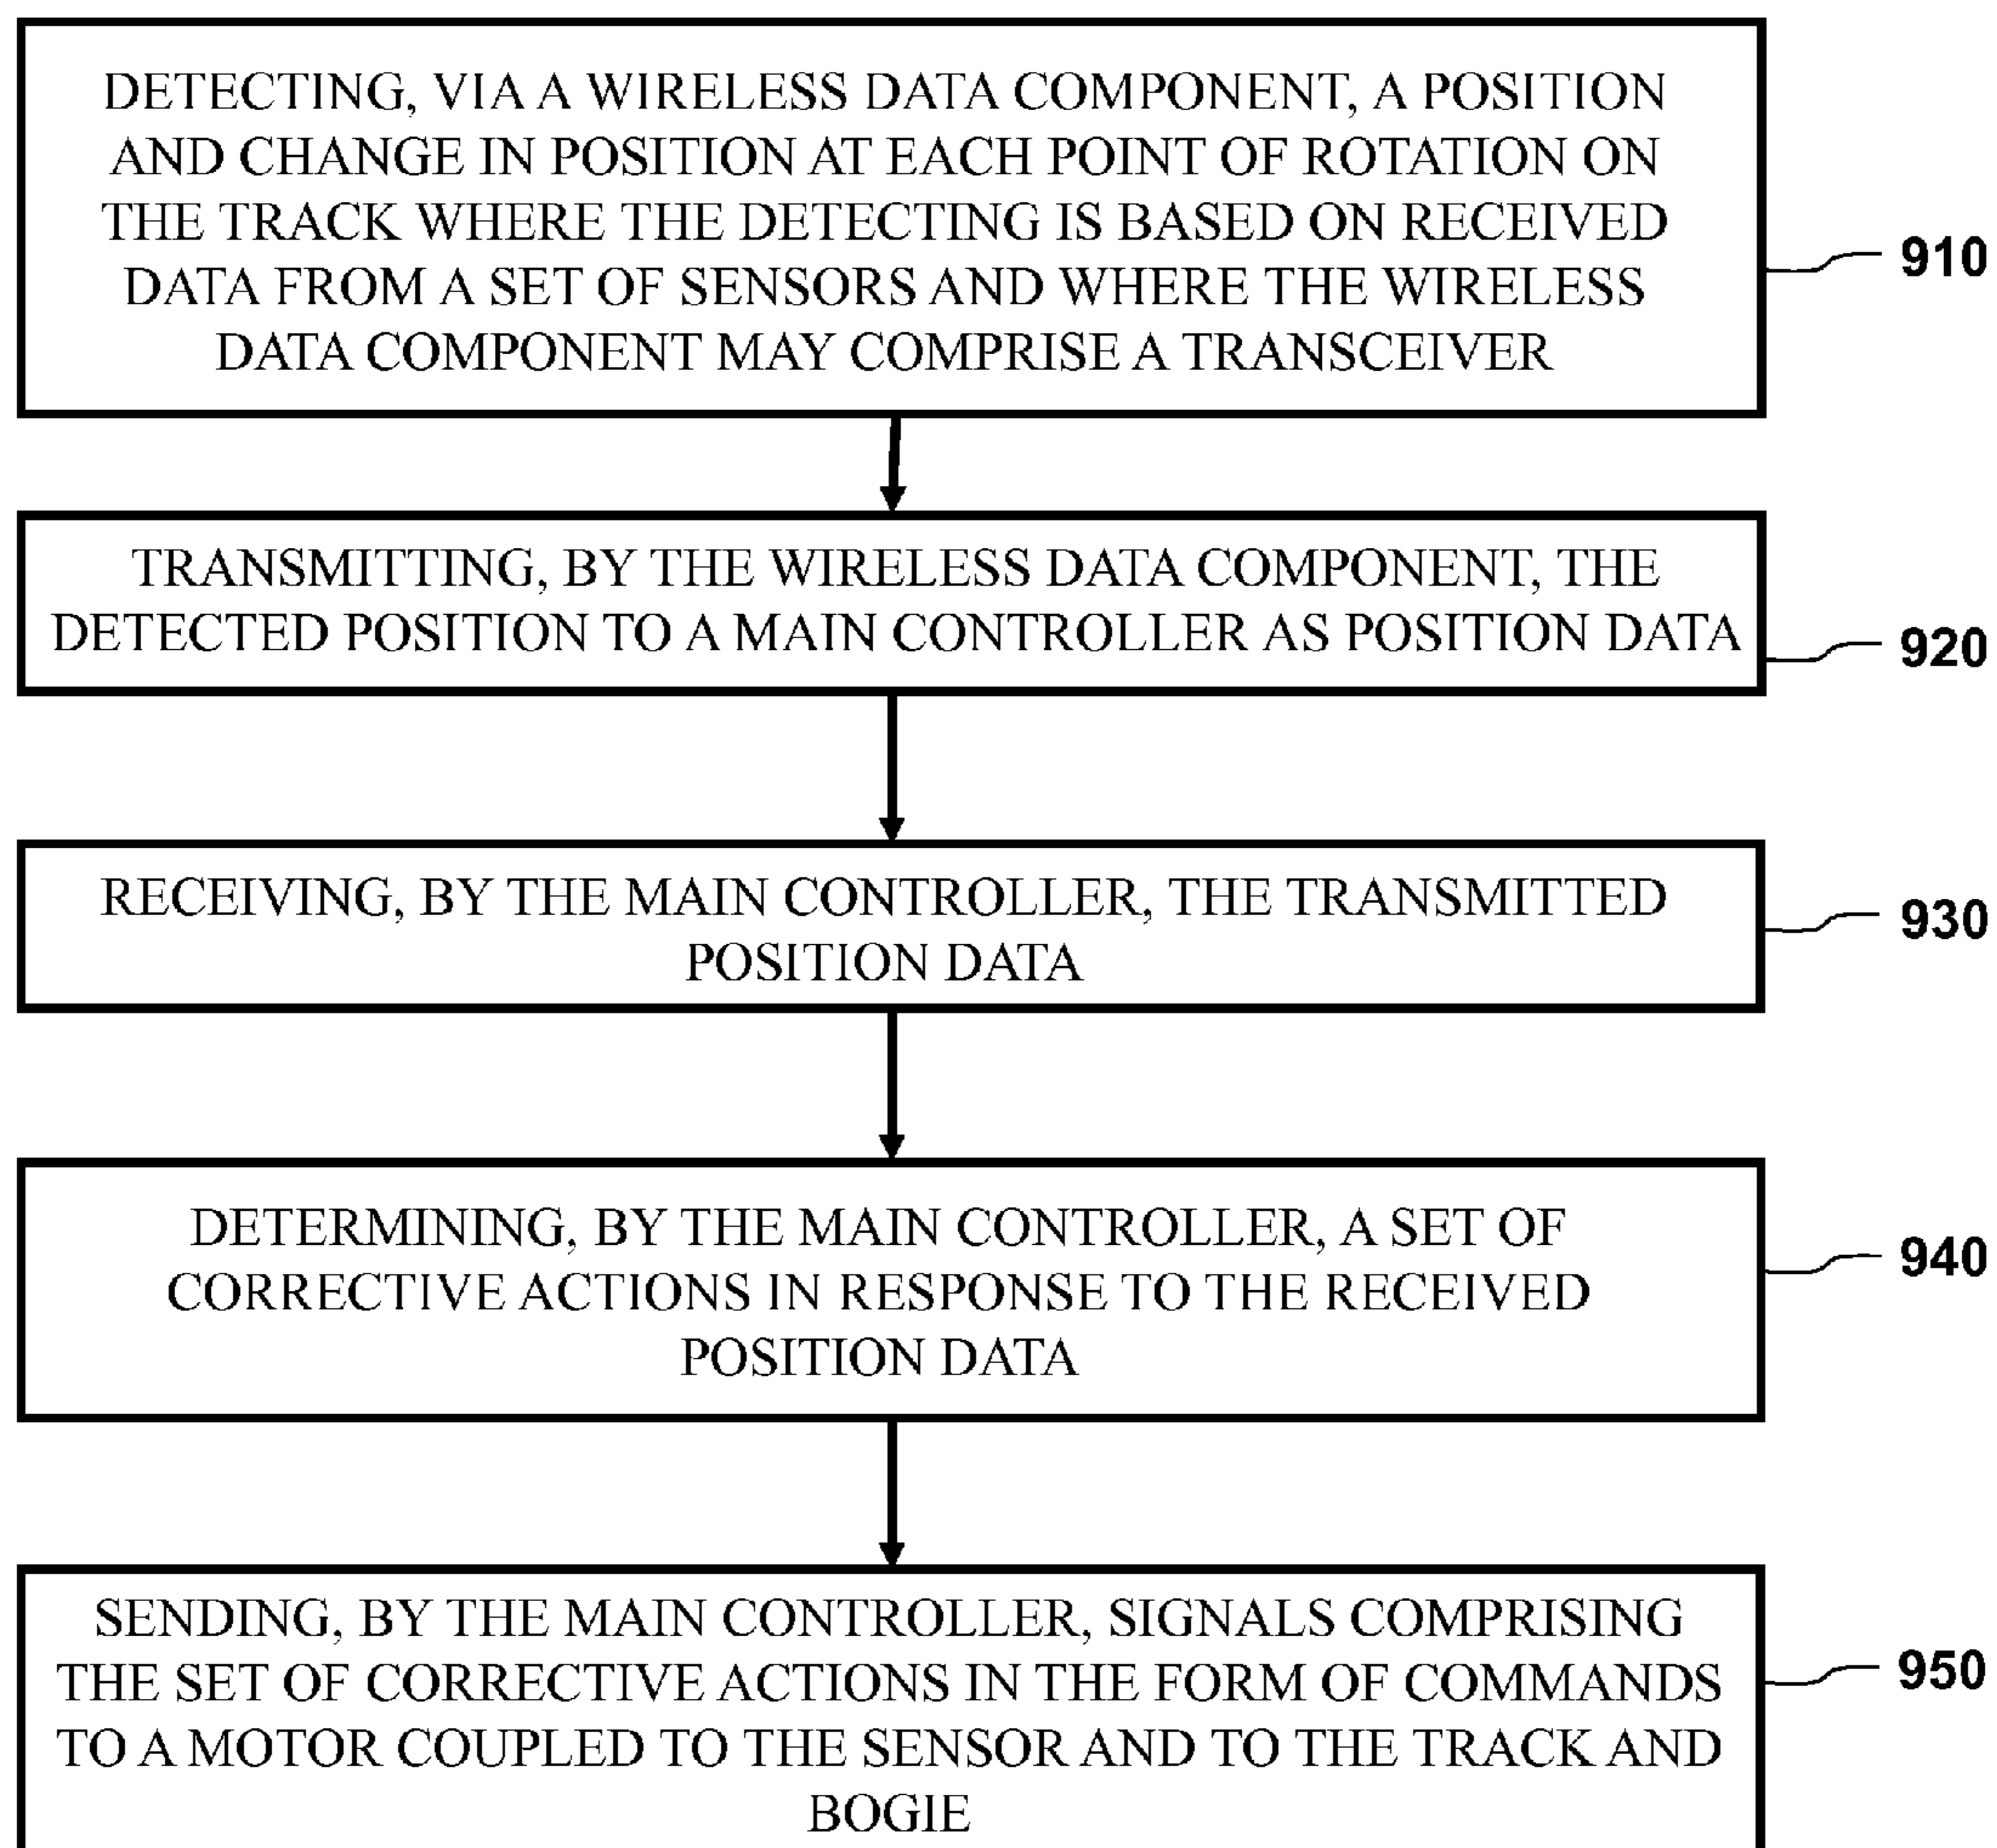 DETECTING, VIA A WIRELESS DATA COMPONENT, A POSITION
AND CHANGE IN POSITION AT EACH POINT OF ROTATION ON
THE TRACK WHERE THE DETECTING IS BASED ON RECEIVED
DATA FROM A SET OF SENSORS AND WHERE THE WIRELESS
DATA COMPONENT MAY COMPRISE A TRANSCEIVER
910
TRANSMITTING, BY THE WIRELESS DATA COMPONENT, THE
DETECTED POSITION TO A MAIN CONTROLLER AS POSITION DATA
920
RECEIVING, BY THE MAIN CONTROLLER, THE TRANSMITTED
POSITION DATA
930
DETERMINING, BY THE MAIN CONTROLLER, A SET OF
CORRECTIVE ACTIONS IN RESPONSE TO THE RECEIVED
POSITION DATA
940
SENDING, BY THE MAIN CONTROLLER, SIGNALS COMPRISING
THE SET OF CORRECTIVE ACTIONS IN THE FORM OF COMMANDS
TO A MOTOR COUPLED TO THE SENSOR AND TO THE TRACK AND
BOGIE
950